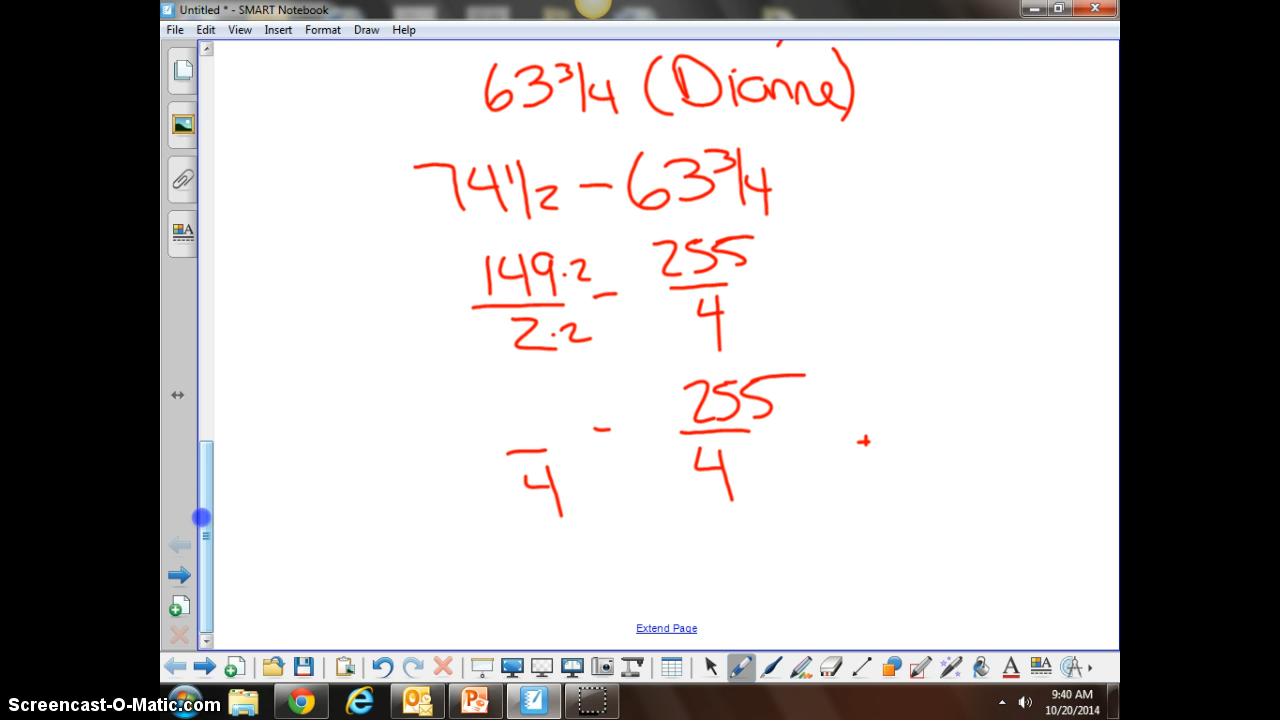 Untitled * - SMART Notebook
File Edit View Insert Format Draw Help
63 3/4 (Dianne)
74 1/2 - 63 3/4
149·2 - 255
2·2 4
- 255
4 4
Extend Page
9:40 AM
10/20/2014
Screencast-O-Matic.com